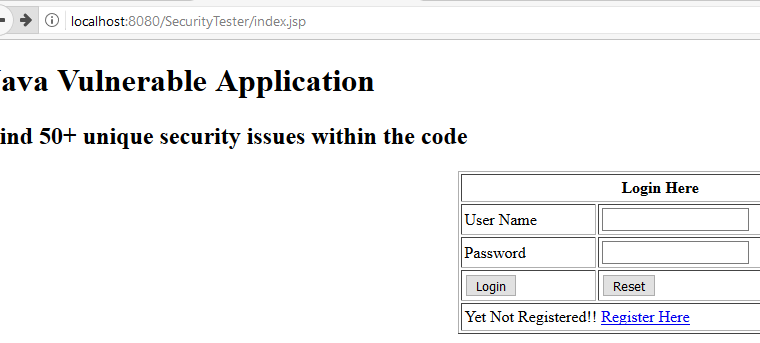 localhost:8080/SecurityTester/index.jsp
ava Vulnerable Application
ind 50+ unique security issues within the code
Login Here
User Name
Password
Login Reset
Yet Not Registered!! Register Here